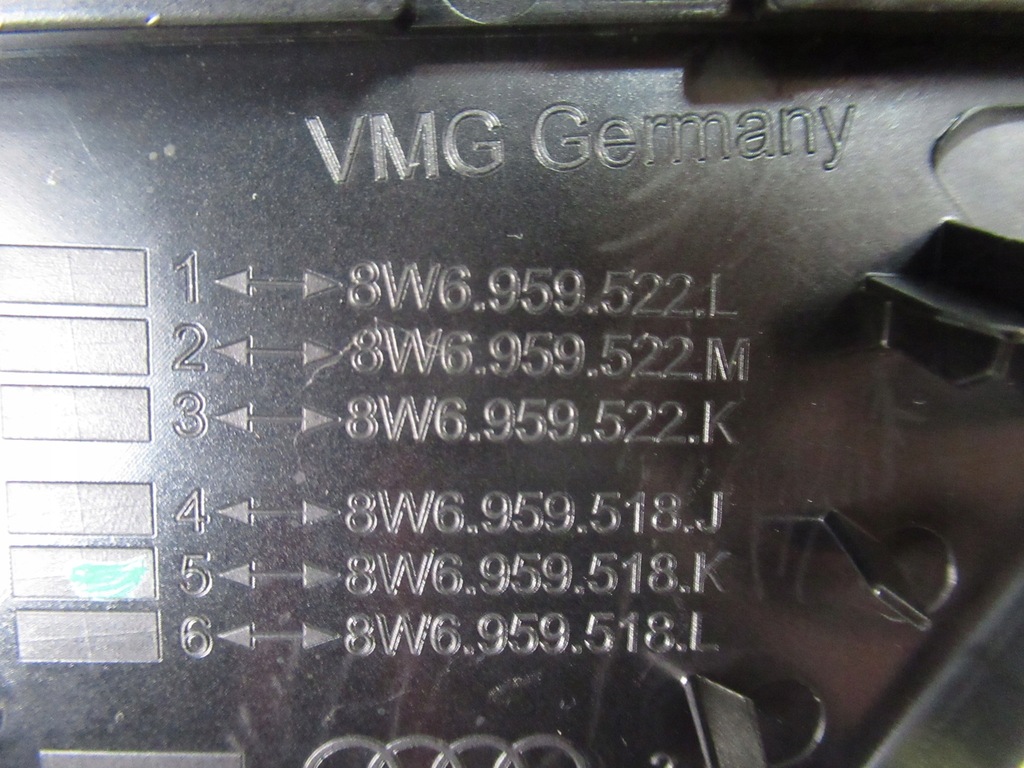 VMG Germany
1 ↔ 8W6.959.522.L
2 ↔ 8W6.959.522.M
3 ↔ 8W6.959.522.K
4 ↔ 8W6.959.518.J
5 ↔ 8W6.959.518.K
6 ↔ 8W6.959.518.L